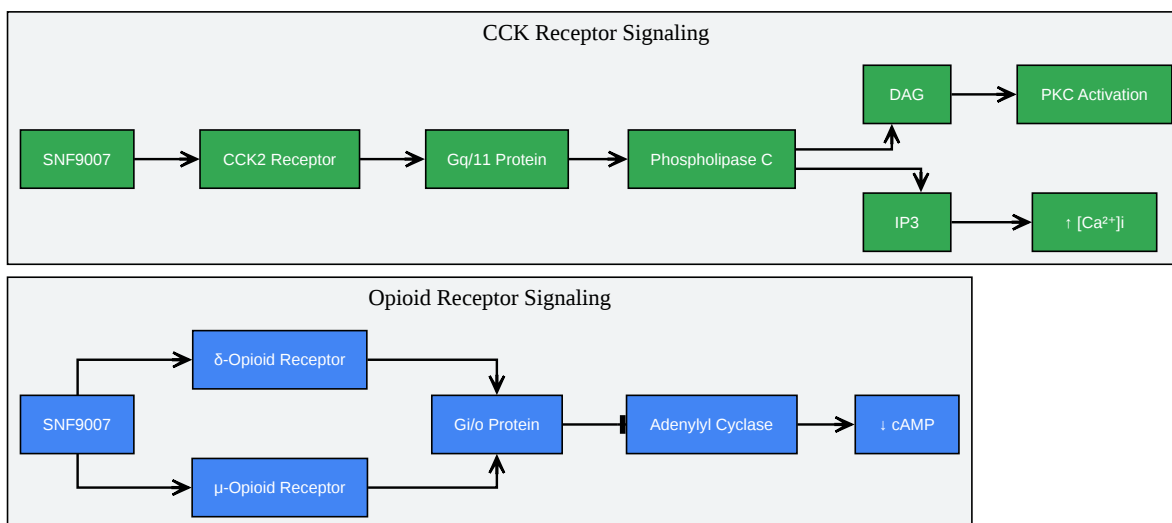 CCK Receptor Signaling
DAG
PKC Activation
SNF9007
CCK2 Receptor
Gq/11 Protein
Phospholipase C
IP3
↑ [Ca²⁺]i
Opioid Receptor Signaling
δ-Opioid Receptor
SNF9007
Gi/o Protein
Adenylyl Cyclase
↓ cAMP
μ-Opioid Receptor